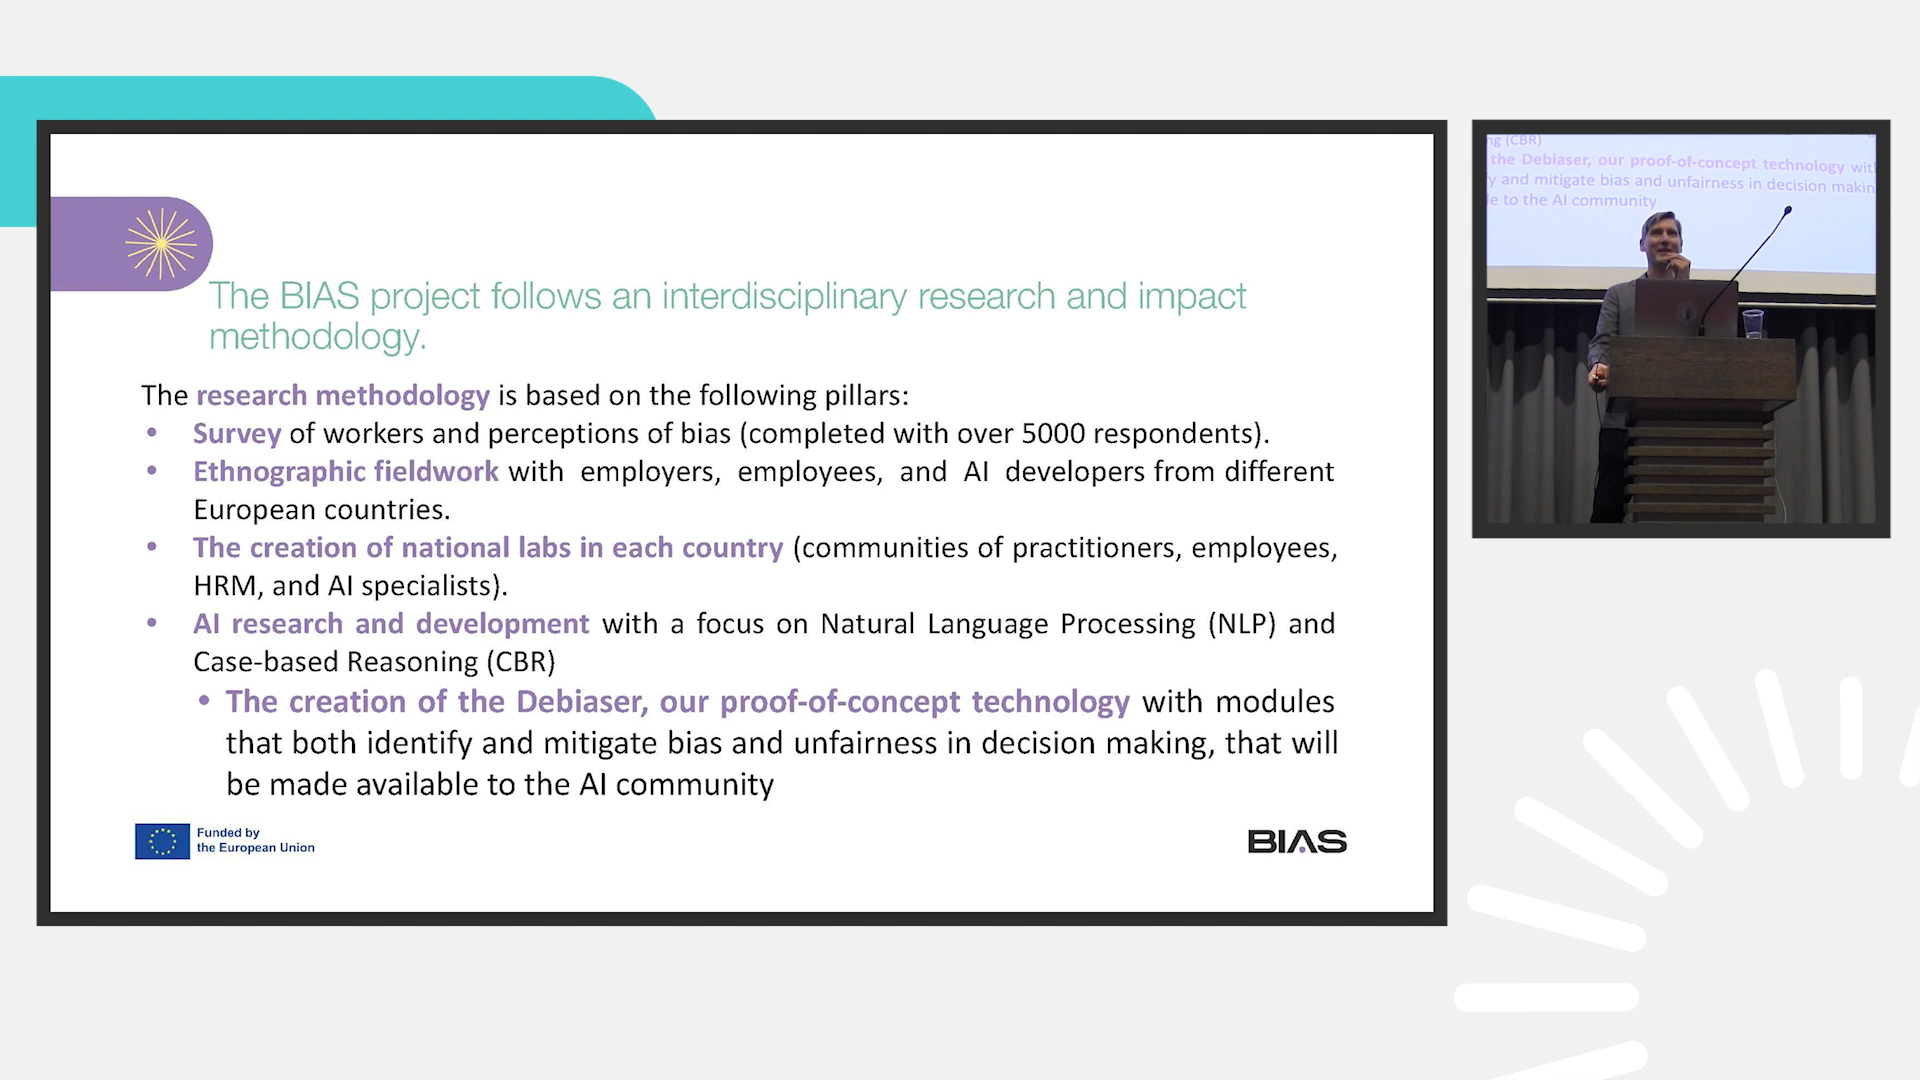 The BIAS project follows an interdisciplinary research and impact
methodology.
The research methodology is based on the following pillars:
• Survey of workers and perceptions of bias (completed with over 5000 respondents).
• Ethnographic fieldwork with employers, employees, and AI developers from different
European countries.
• The creation of national labs in each country (communities of practitioners, employees,
HRM, and AI specialists).
• AI research and development with a focus on Natural Language Processing (NLP) and
Case-based Reasoning (CBR)
• The creation of the Debiaser, our proof-of-concept technology with modules
that both identify and mitigate bias and unfairness in decision making, that will
be made available to the AI community
Funded by
the European Union
BIAS
ng (CBR)
the Debiaser, our proof-of-concept technology wit
y and mitigate bias and unfairness in decision makin
le to the AI community